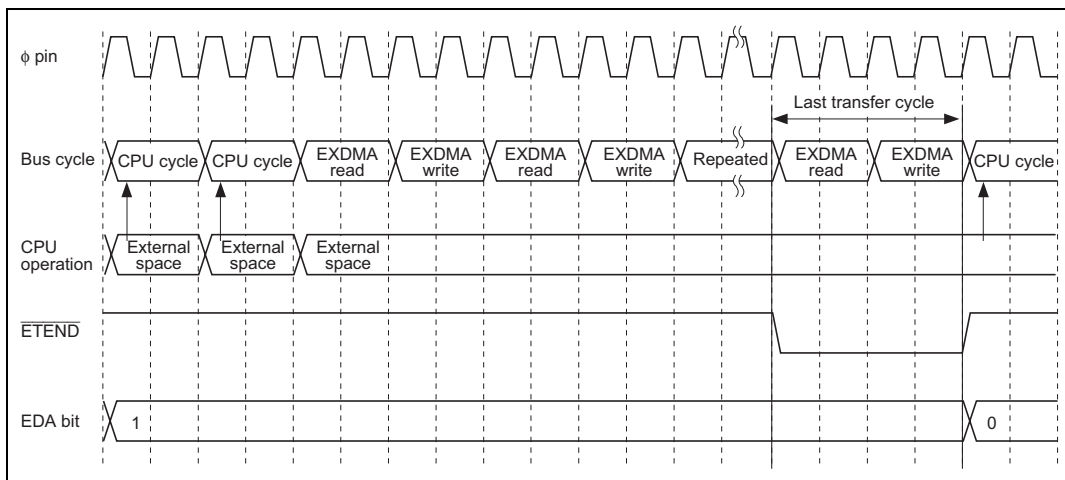 φ pin
Last transfer cycle
Bus cycle
CPU cycle
CPU cycle
EXDMA
read
EXDMA
write
EXDMA
read
EXDMA
write
Repeated
EXDMA
read
EXDMA
write
CPU cycle
CPU
operation
External
space
External
space
External
space
ETEND
EDA bit
1
0